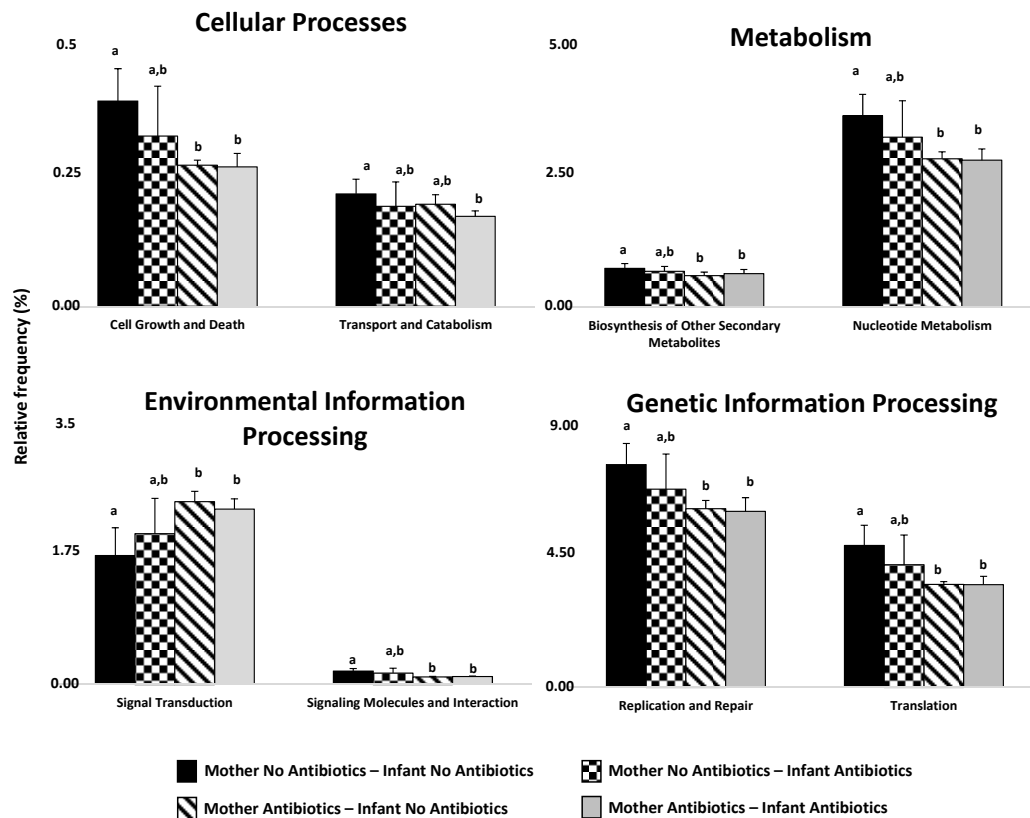 Cellular Processes
0.5
a
a,b
b
b
0.25
a
a,b
a,b
b
0.00
Cell Growth and Death
Transport and Catabolism
Metabolism
5.00
a
a,b
b
b
2.50
a
a,b
b
b
0.00
Biosynthesis of Other Secondary
Metabolites
Nucleotide Metabolism
Relative frequency (%)
Environmental Information
Processing
3.5
a
a,b
b
b
1.75
a
a,b
b
b
0.00
Signal Transduction
Signaling Molecules and Interaction
Genetic Information Processing
9.00
a
a,b
b
b
4.50
a
a,b
b
b
0.00
Replication and Repair
Translation
Mother No Antibiotics – Infant No Antibiotics
Mother No Antibiotics – Infant Antibiotics
Mother Antibiotics – Infant No Antibiotics
Mother Antibiotics – Infant Antibiotics